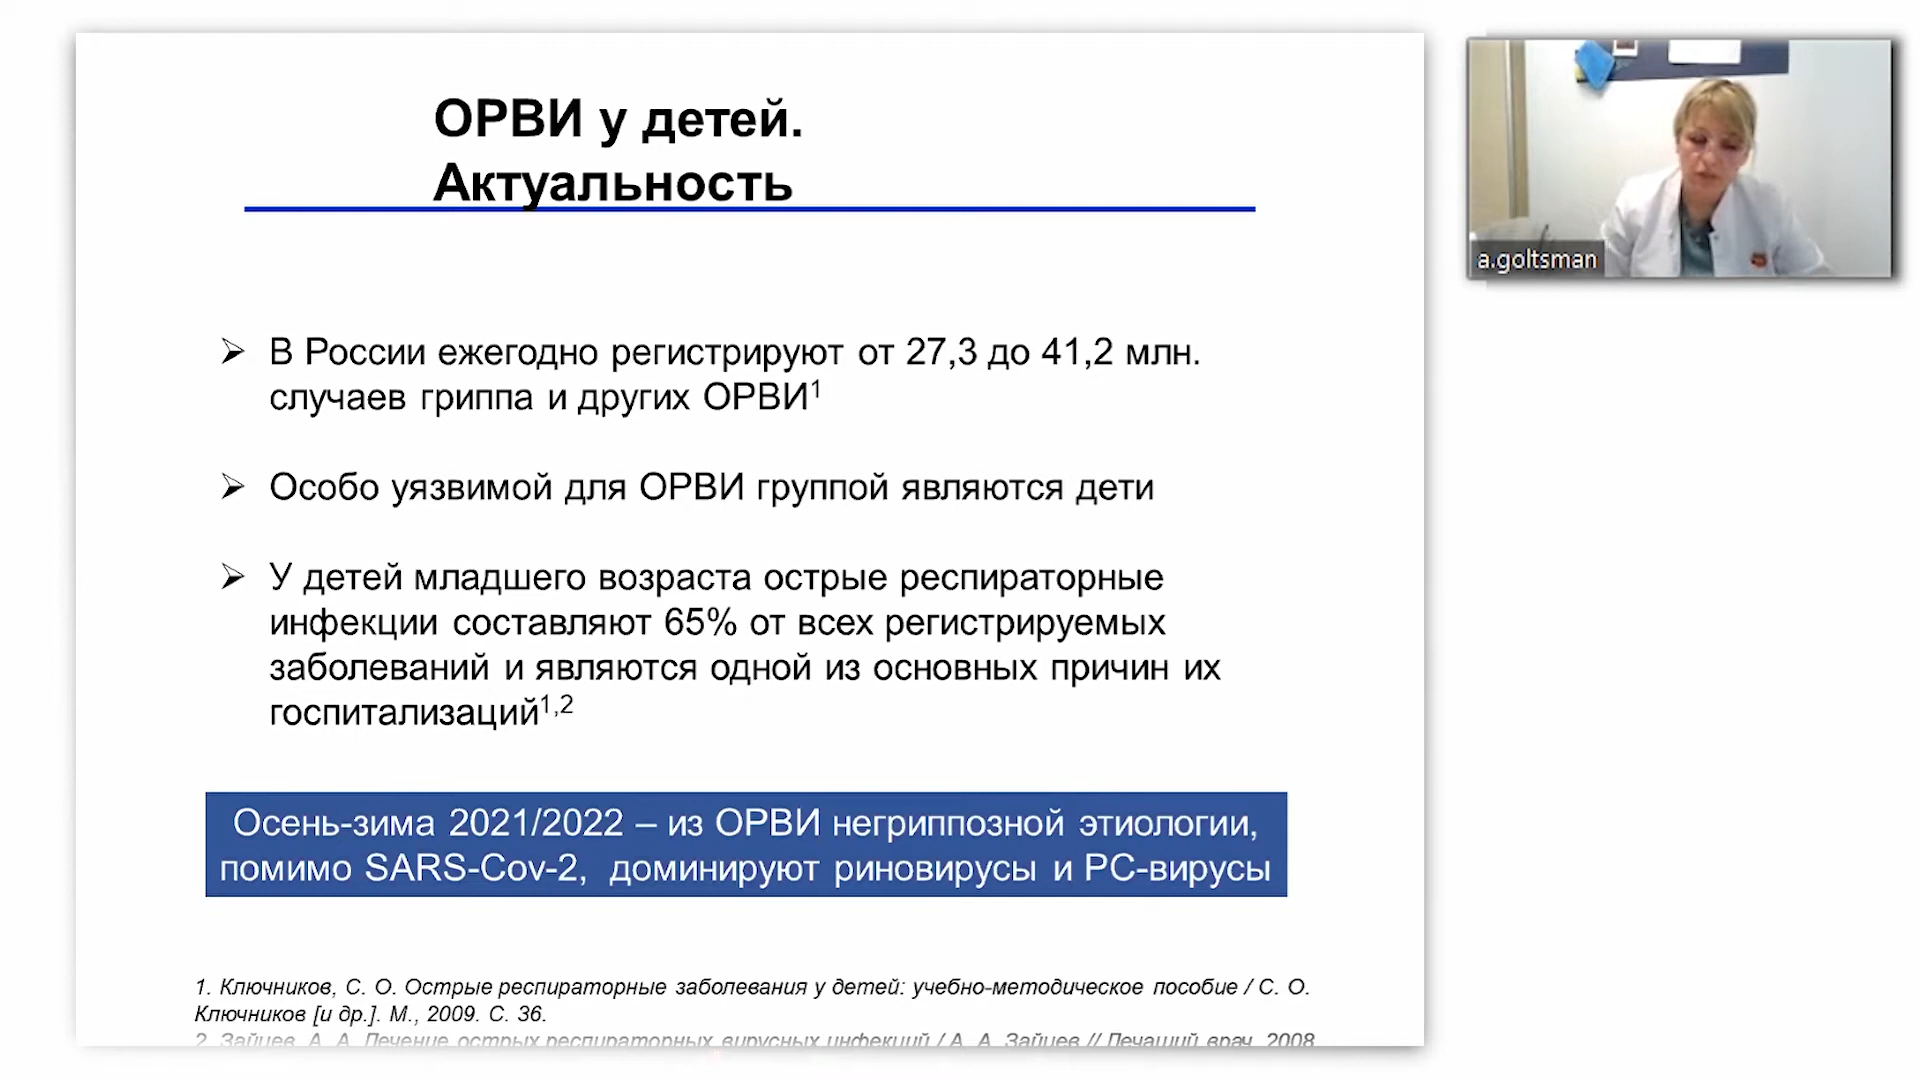 ОРВИ у детей.
Актуальность
a.goltsman
➢ В России ежегодно регистрируют от 27,3 до 41,2 млн.
случаев гриппа и других ОРВИ1
➢ Особо уязвимой для ОРВИ группой являются дети
➢ У детей младшего возраста острые респираторные
инфекции составляют 65% от всех регистрируемых
заболеваний и являются одной из основных причин их
госпитализаций1,2
Осень-зима 2021/2022 – из ОРВИ негриппозной этиологии,
помимо SARS-Cov-2, доминируют риновирусы и РС-вирусы
1. Ключников, С. О. Острые респираторные заболевания у детей: учебно-методическое пособие / С. О.
Ключников [и др.]. М., 2009. С. 36.
2. Зайцев, А. А. Лечение острых респираторных вирусных инфекций / А. А. Зайцев // Лечащий врач. 2008